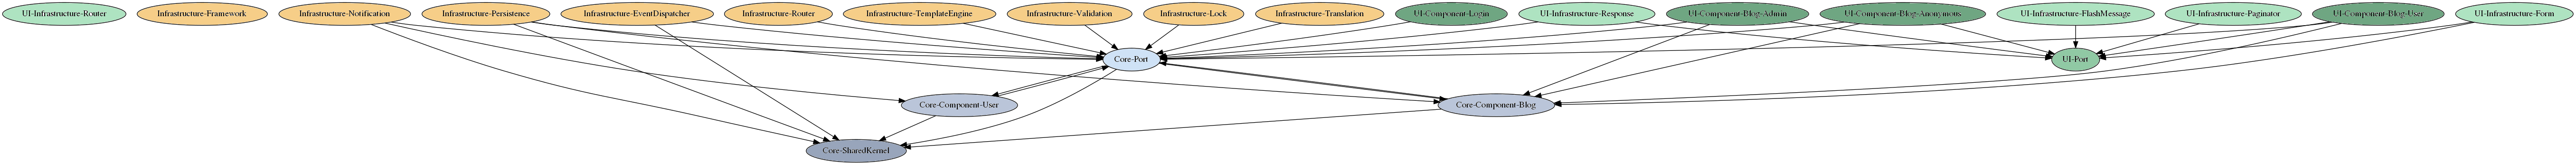 UI-Infrastructure-Router
Infrastructure-Framework
Infrastructure-Notification
Infrastructure-Persistence
Infrastructure-EventDispatcher
Infrastructure-Router
Infrastructure-TemplateEngine
Infrastructure-Validation
Infrastructure-Lock
Infrastructure-Translation
UI-Component-Login
UI-Infrastructure-Response
UI-Component-Blog-Admin
UI-Component-Blog-Anonymous
UI-Infrastructure-FlashMessage
UI-Infrastructure-Paginator
UI-Component-Blog-User
UI-Infrastructure-Form
Core-Port
UI-Port
Core-Component-User
Core-Component-Blog
Core-SharedKernel